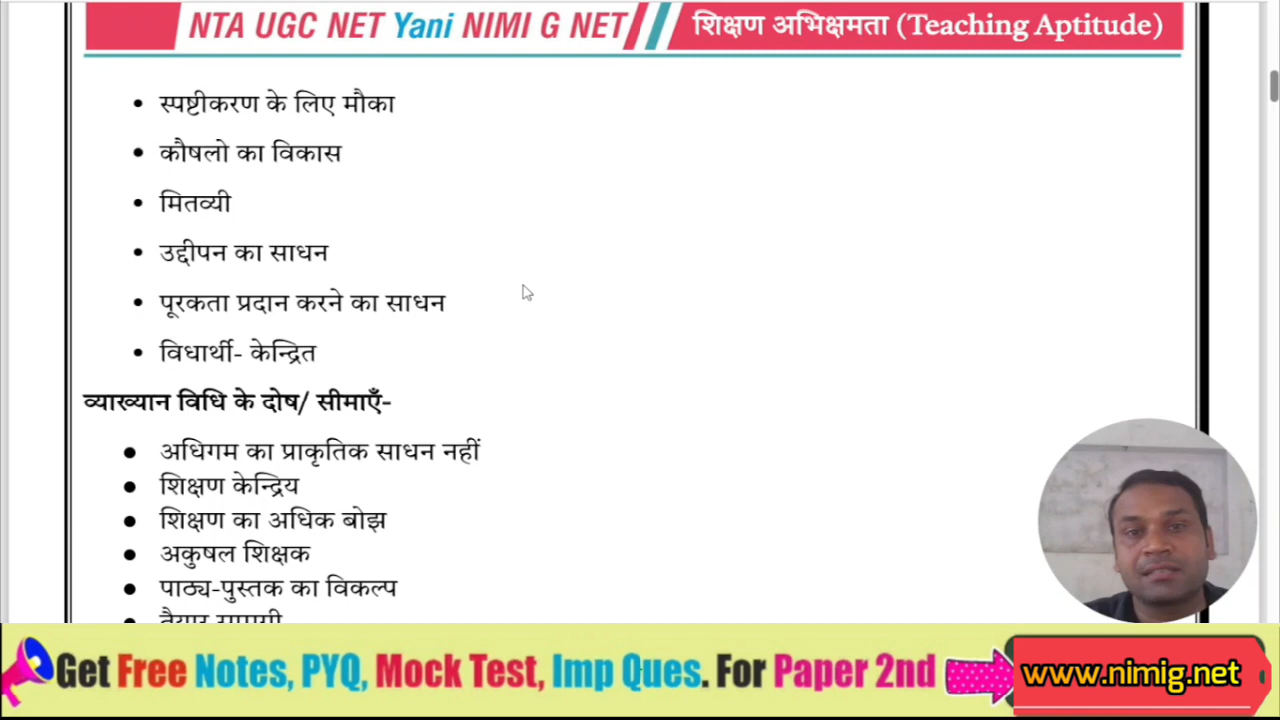 NTA UGC NET Yani NIMI G NET
शिक्षण अभिक्षमता (Teaching Aptitude)
• स्पष्टीकरण के लिए मौका
• कौषलो का विकास
• मितव्यी
• उद्दीपन का साधन
• पूरकता प्रदान करने का साधन
• विधार्थी- केन्द्रित
व्याख्यान विधि के दोष/ सीमाएँ-
● अधिगम का प्राकृतिक साधन नहीं
● शिक्षण केन्द्रिय
● शिक्षण का अधिक बोझ
● अकुषल शिक्षक
● पाठ्य-पुस्तक का विकल्प
Get Free Notes, PYQ, Mock Test, Imp Ques. For Paper 2nd
www.nimig.net